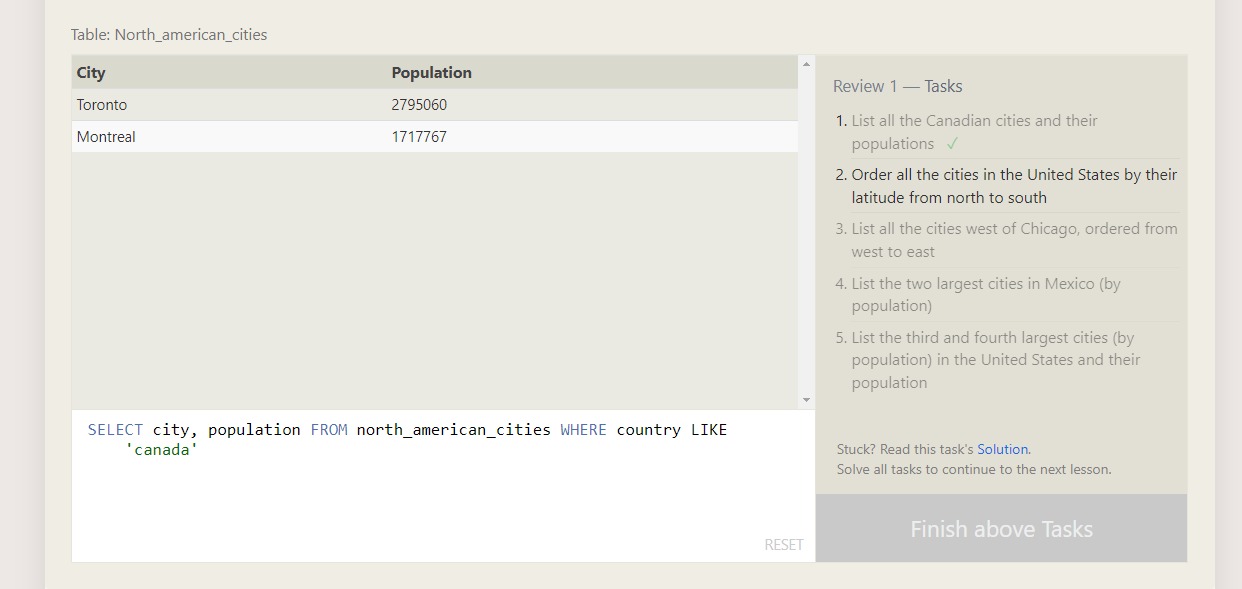 Table: North_american_cities
City Population
Toronto 2795060
Montreal 1717767
SELECT city, population FROM north_american_cities WHERE country LIKE
'canada'
RESET
Review 1 — Tasks
1. List all the Canadian cities and their
populations ✓
2. Order all the cities in the United States by their
latitude from north to south
3. List all the cities west of Chicago, ordered from
west to east
4. List the two largest cities in Mexico (by
population)
5. List the third and fourth largest cities (by
population) in the United States and their
population
Stuck? Read this task's Solution.
Solve all tasks to continue to the next lesson.
Finish above Tasks